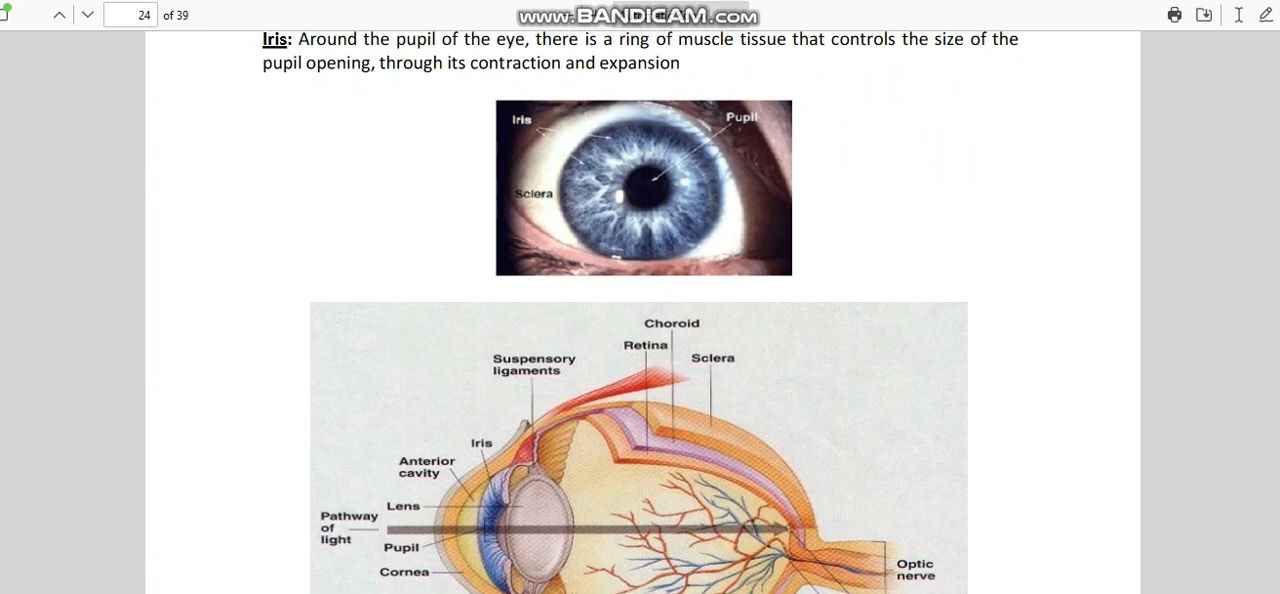 24 of 39
www.BANDICAM.com
Iris: Around the pupil of the eye, there is a ring of muscle tissue that controls the size of the
pupil opening, through its contraction and expansion
Iris
Pupil
Sclera
Choroid
Retina
Sclera
Suspensory
ligaments
Iris
Anterior
cavity
Lens
Pathway
of
light
Pupil
Cornea
Optic
nerve